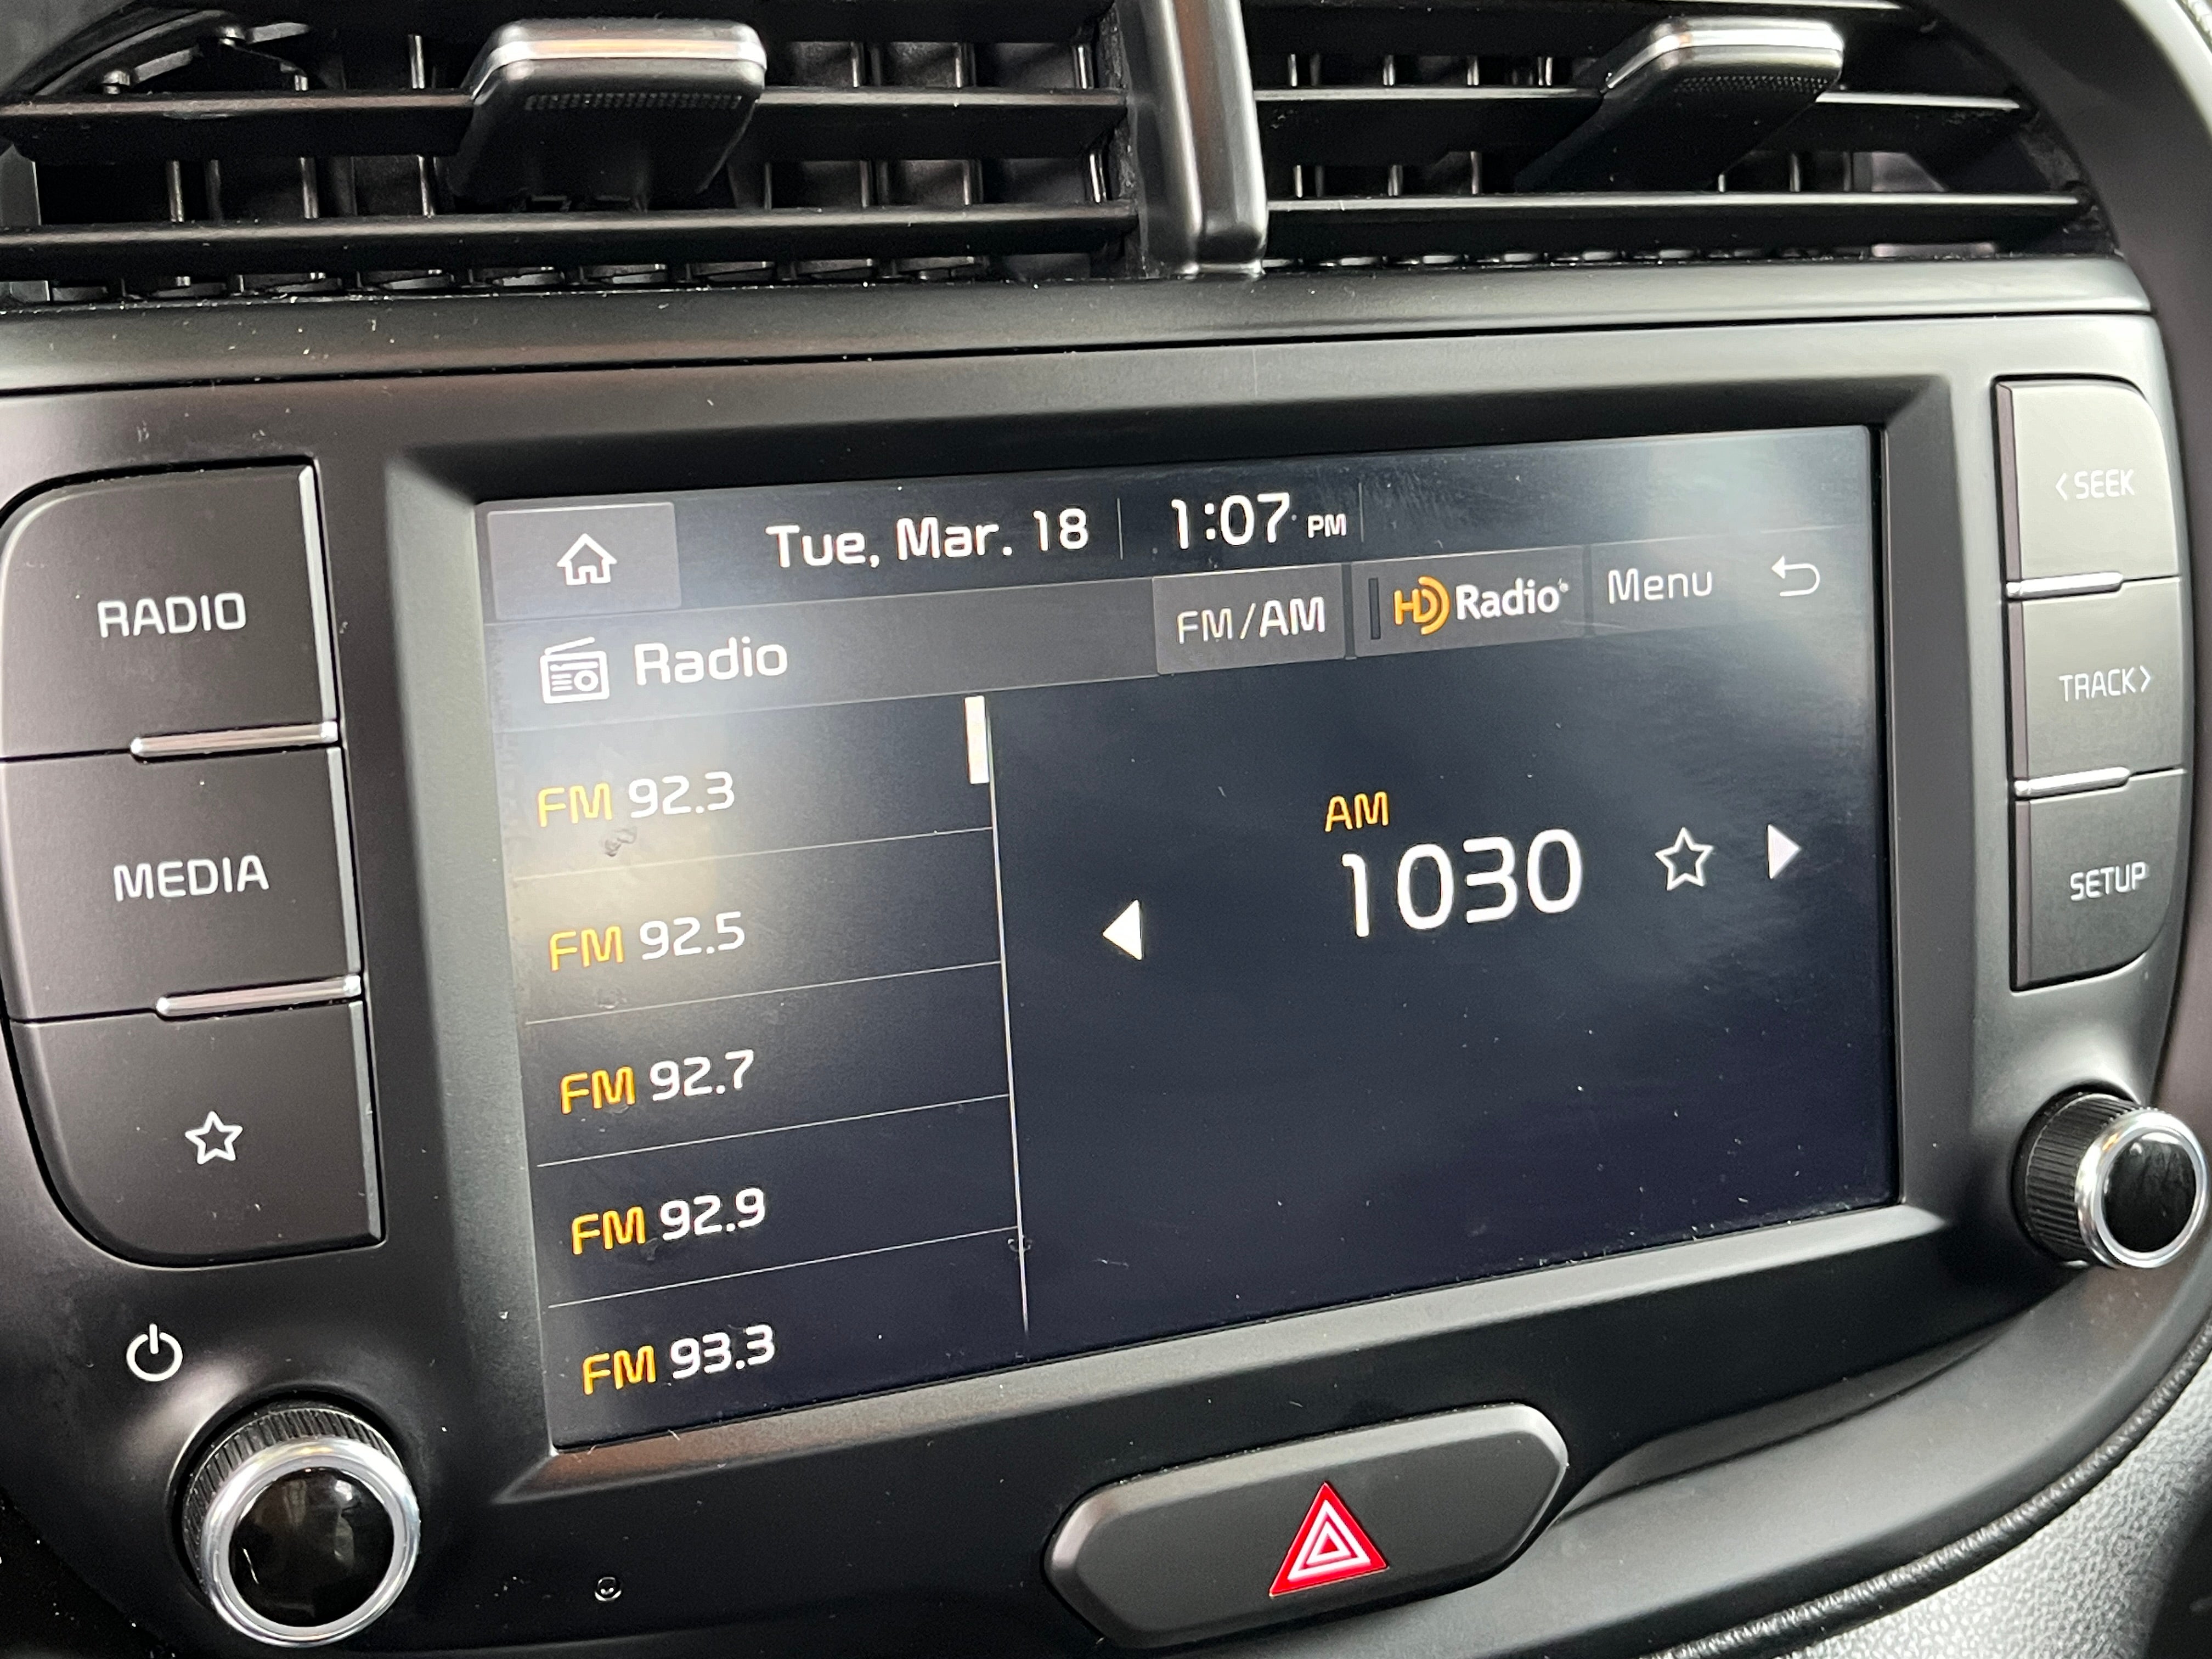 Tue, Mar. 18 1:07 PM
Radio FM/AM HD Radio Menu
FM 92.3
FM 92.5
FM 92.7
FM 92.9
FM 93.3
AM
1030
RADIO
MEDIA
< SEEK
TRACK >
SETUP